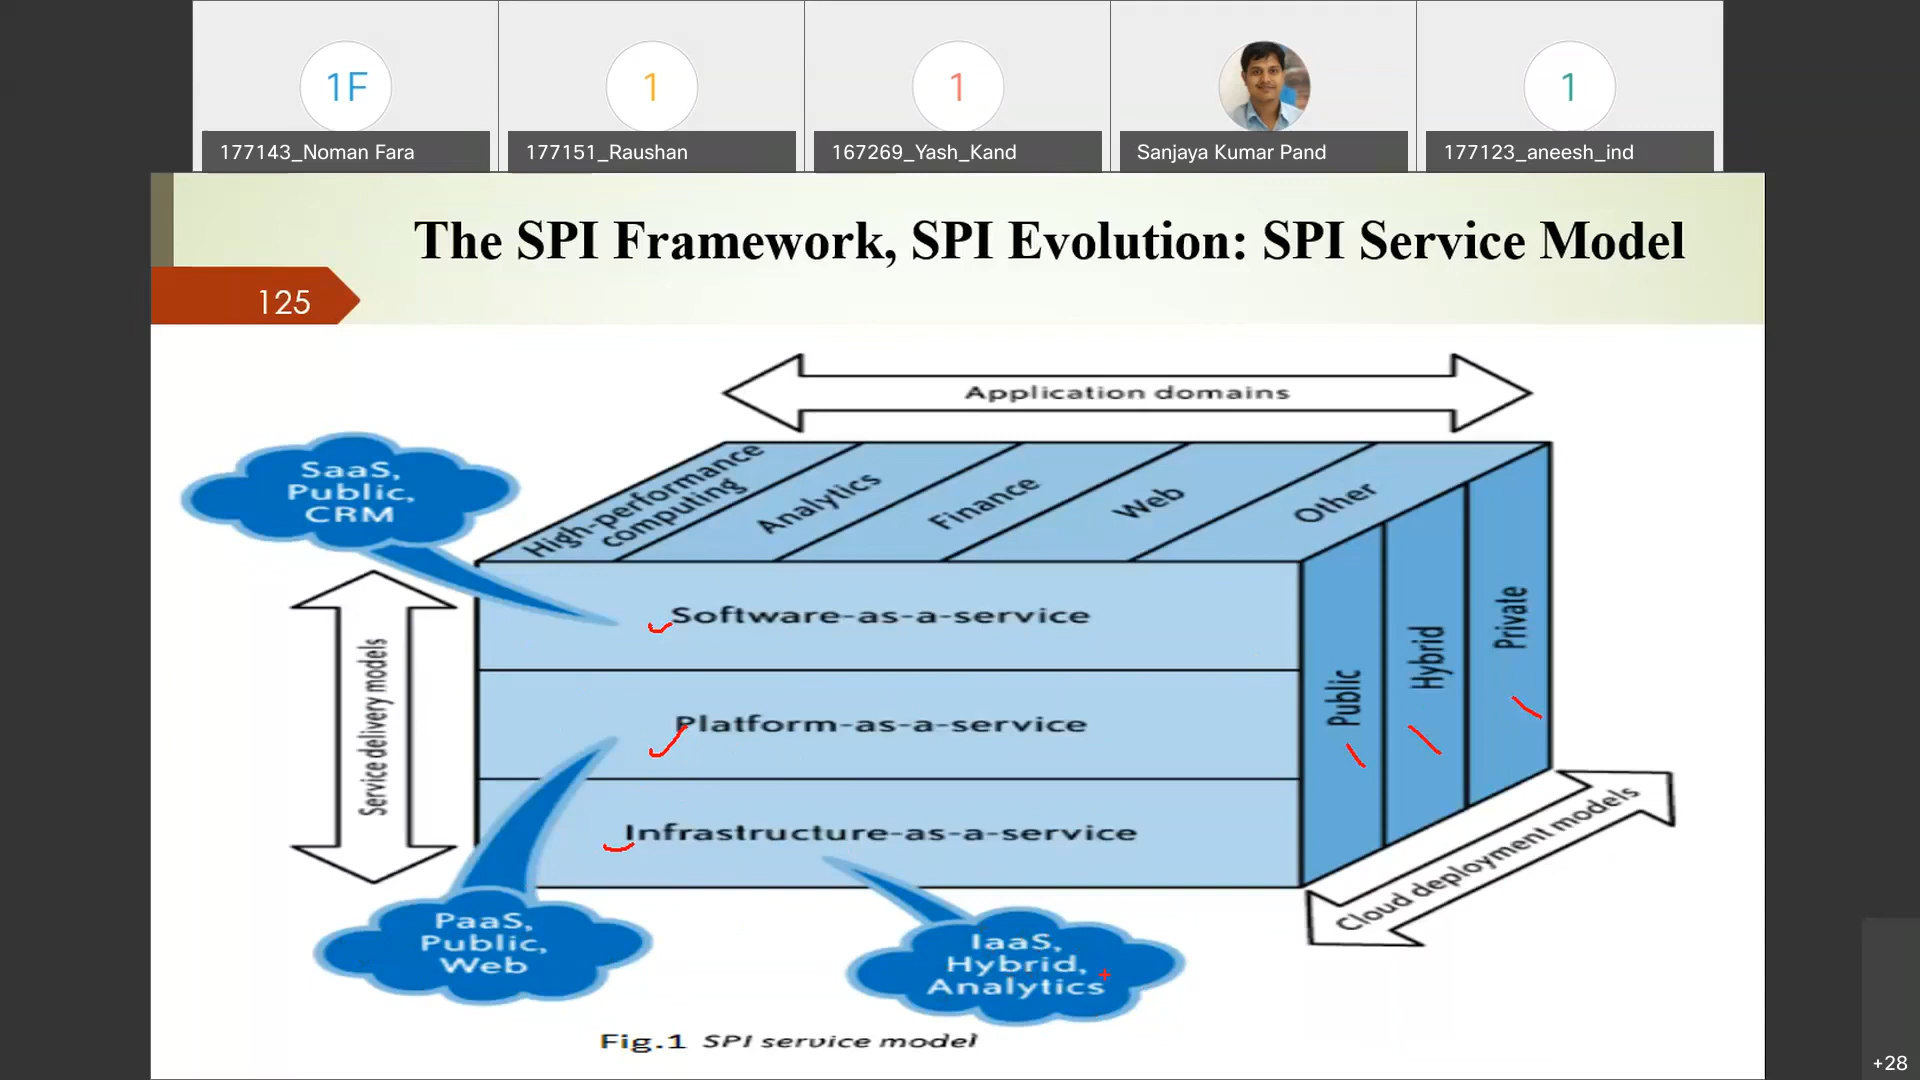 1F
1
1
1
177143_Noman Fara
177151_Raushan
167269_Yash_Kand
Sanjaya Kumar Pand
177123_aneesh_ind
The SPI Framework, SPI Evolution: SPI Service Model
125
Application domains
SaaS,
Public,
CRM
High-performance
computing
Analytics
Finance
Web
Other
Service delivery models
Software-as-a-service
Platform-as-a-service
Infrastructure-as-a-service
Public
Hybrid
Private
Cloud deployment models
PaaS,
Public,
Web
IaaS,
Hybrid,
Analytics
Fig.1 SPI service model
+28